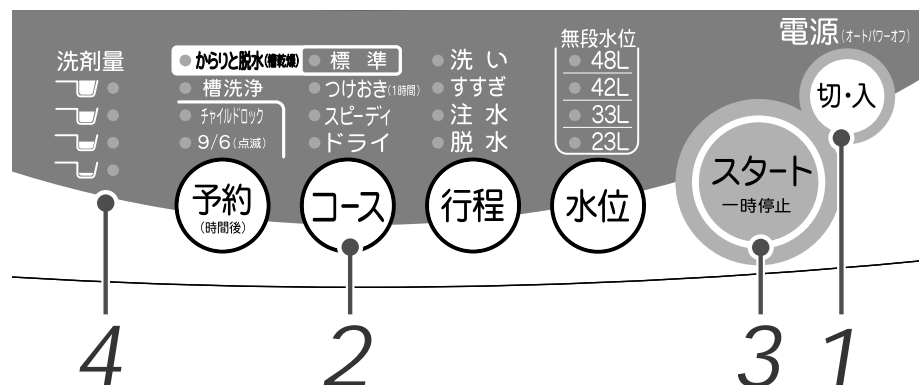 電源(オートパワーオフ)
切・入
洗剤量
からりと脱水(槽乾燥)
槽洗浄
チャイルドロック
9/6(点滅)
標準
つけおき(1時間)
スピーディ
ドライ
洗い
すすぎ
注水
脱水
無段水位
48L
42L
33L
23L
予約
(時間後)
コース
行程
水位
スタート
一時停止
4
2
3
1